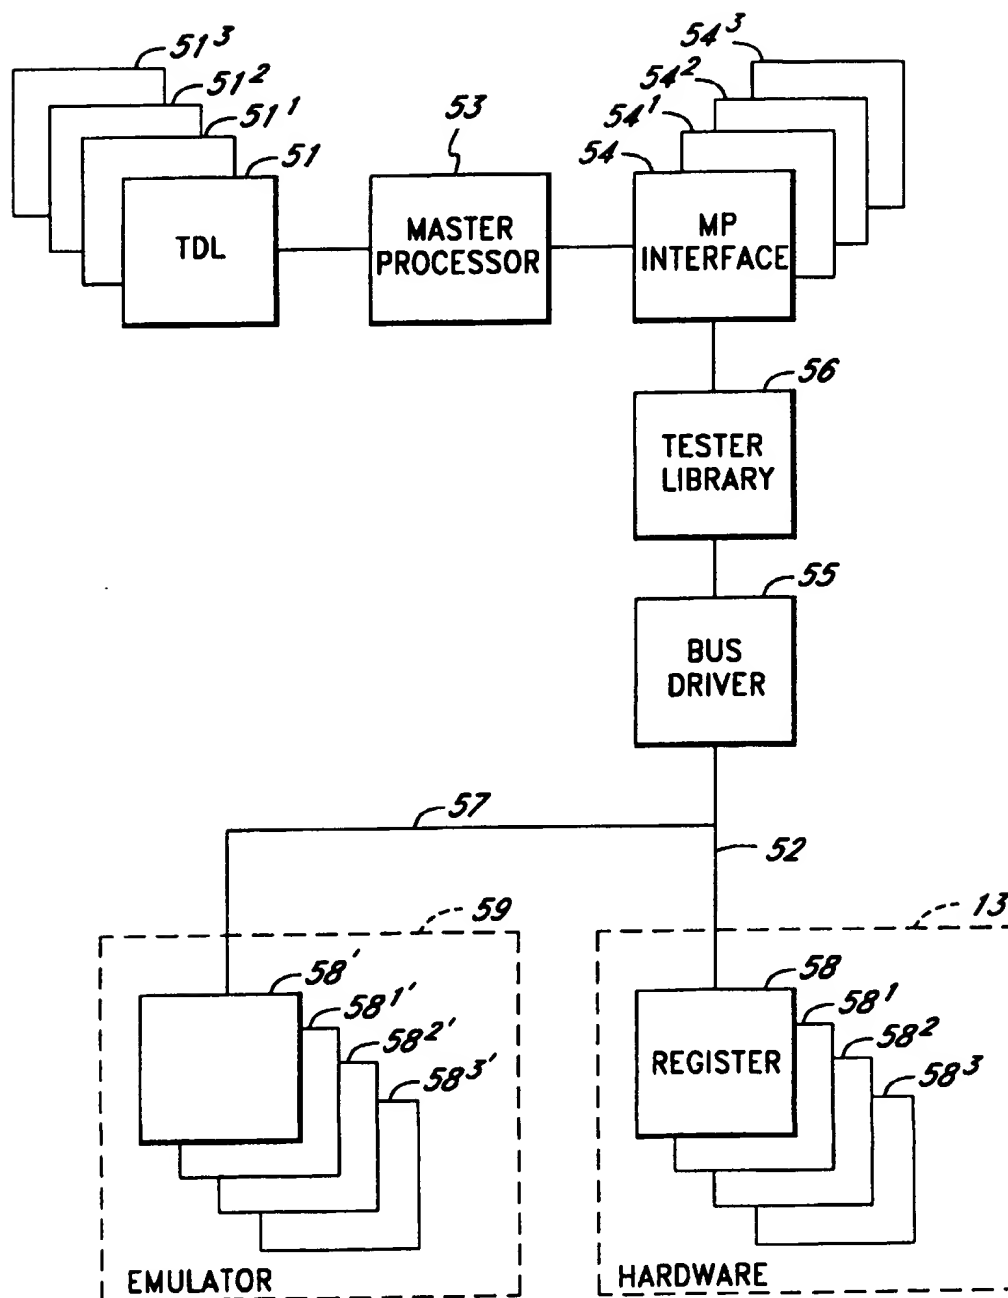 51³
51²
51¹
51
TDL
53
MASTER
PROCESSOR
54³
54²
54¹
54
MP
INTERFACE
56
TESTER
LIBRARY
55
BUS
DRIVER
57
52
59
58'
58¹'
58²'
58³'
EMULATOR
13
58
58¹
58²
58³
REGISTER
HARDWARE